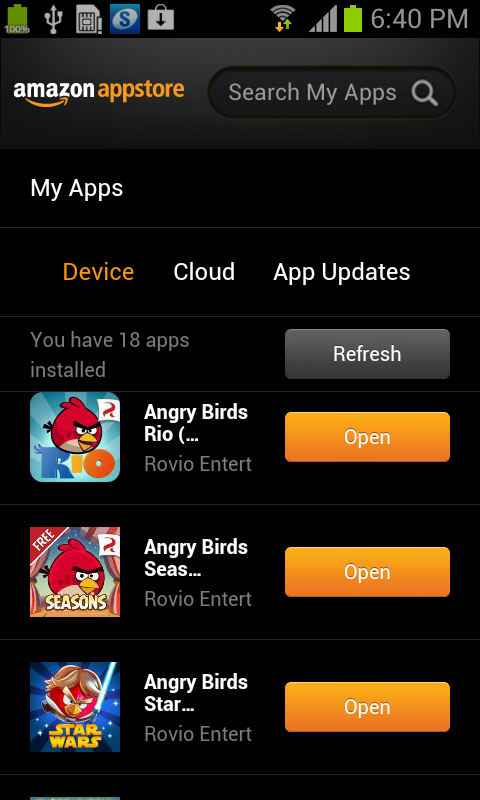 100%
6:40 PM
amazon appstore
Search My Apps
My Apps
Device Cloud App Updates
You have 18 apps
installed
Refresh
RIO
Angry Birds
Rio (…
Rovio Entert
Open
FREE
SEASONS
Angry Birds
Seas…
Rovio Entert
Open
STAR
WARS
Angry Birds
Star…
Rovio Entert
Open